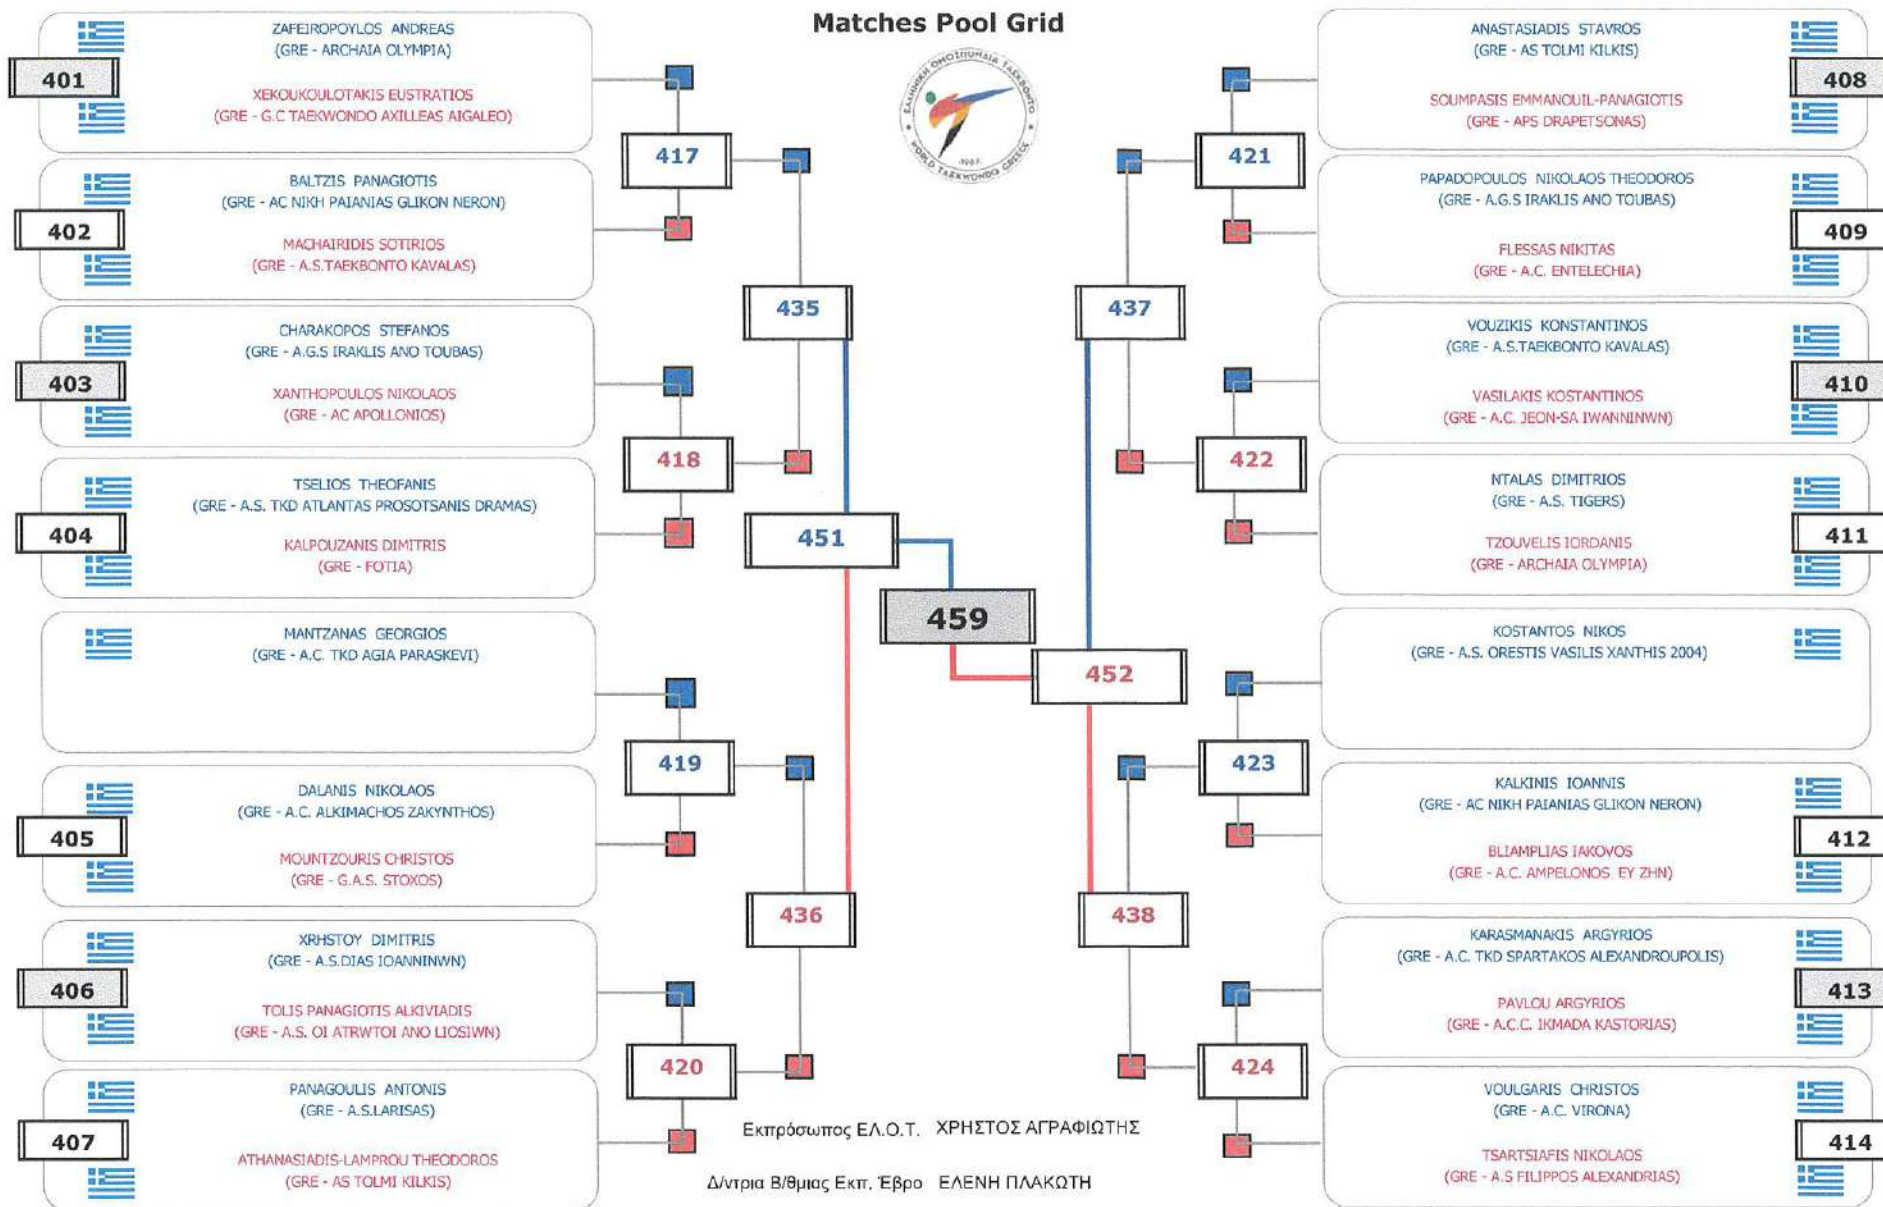 Matches Pool Grid
ΕΛΛΗΝΙΚΗ ΟΜΟΣΠΟΝΔΙΑ ΤΑΕΚΒΟΝΤΟ
-1987-
WORLD TAEKWONDO GREECE
401
ZAFEIROPOYLOS ANDREAS
(GRE - ARCHAIA OLYMPIA)
XEKOUKOULOTAKIS EUSTRATIOS
(GRE - G.C TAEKWONDO AXILLEAS AIGALEO)
402
BALTZIS PANAGIOTIS
(GRE - AC NIKH PAIANIAS GLIKON NERON)
MACHAIRIDIS SOTIRIOS
(GRE - A.S.TAEKBONTO KAVALAS)
403
CHARAKOPOS STEFANOS
(GRE - A.G.S IRAKLIS ANO TOUBAS)
XANTHOPOULOS NIKOLAOS
(GRE - AC APOLLONIOS)
404
TSELIOS THEOFANIS
(GRE - A.S. TKD ATLANTAS PROSOTSANIS DRAMAS)
KALPOUZANIS DIMITRIS
(GRE - FOTIA)
MANTZANAS GEORGIOS
(GRE - A.C. TKD AGIA PARASKEVI)
405
DALANIS NIKOLAOS
(GRE - A.C. ALKIMACHOS ZAKYNTHOS)
MOUNTZOURIS CHRISTOS
(GRE - G.A.S. STOXOS)
406
XRHSTOY DIMITRIS
(GRE - A.S.DIAS IOANNINWN)
TOLIS PANAGIOTIS ALKIVIADIS
(GRE - A.S. OI ATRWTOI ANO LIOSIWN)
407
PANAGOULIS ANTONIS
(GRE - A.S.LARISAS)
ATHANASIADIS-LAMPROU THEODOROS
(GRE - AS TOLMI KILKIS)
417
418
419
420
435
436
451
459
452
437
438
421
422
423
424
ANASTASIADIS STAVROS
(GRE - AS TOLMI KILKIS)
408
SOUMPASIS EMMANOUIL-PANAGIOTIS
(GRE - APS DRAPETSONAS)
PAPADOPOULOS NIKOLAOS THEODOROS
(GRE - A.G.S IRAKLIS ANO TOUBAS)
409
FLESSAS NIKITAS
(GRE - A.C. ENTELECHIA)
VOUZIKIS KONSTANTINOS
(GRE - A.S.TAEKBONTO KAVALAS)
410
VASILAKIS KOSTANTINOS
(GRE - A.C. JEON-SA IWANNINWN)
NTALAS DIMITRIOS
(GRE - A.S. TIGERS)
411
TZOUVELIS IORDANIS
(GRE - ARCHAIA OLYMPIA)
KOSTANTOS NIKOS
(GRE - A.S. ORESTIS VASILIS XANTHIS 2004)
KALKINIS IOANNIS
(GRE - AC NIKH PAIANIAS GLIKON NERON)
412
BLIAMPLIAS IAKOVOS
(GRE - A.C. AMPELONOS EY ZHN)
KARASMANAKIS ARGYRIOS
(GRE - A.C. TKD SPARTAKOS ALEXANDROUPOLIS)
413
PAVLOU ARGYRIOS
(GRE - A.C.C. IKMADA KASTORIAS)
VOULGARIS CHRISTOS
(GRE - A.C. VIRONA)
414
TSARTSIAFIS NIKOLAOS
(GRE - A.S FILIPPOS ALEXANDRIAS)
Εκπρόσωπος ΕΛ.Ο.Τ. ΧΡΗΣΤΟΣ ΑΓΡΑΦΙΩΤΗΣ
Δ/ντρια Β/θμιας Εκπ. Έβρο ΕΛΕΝΗ ΠΛΑΚΩΤΗ